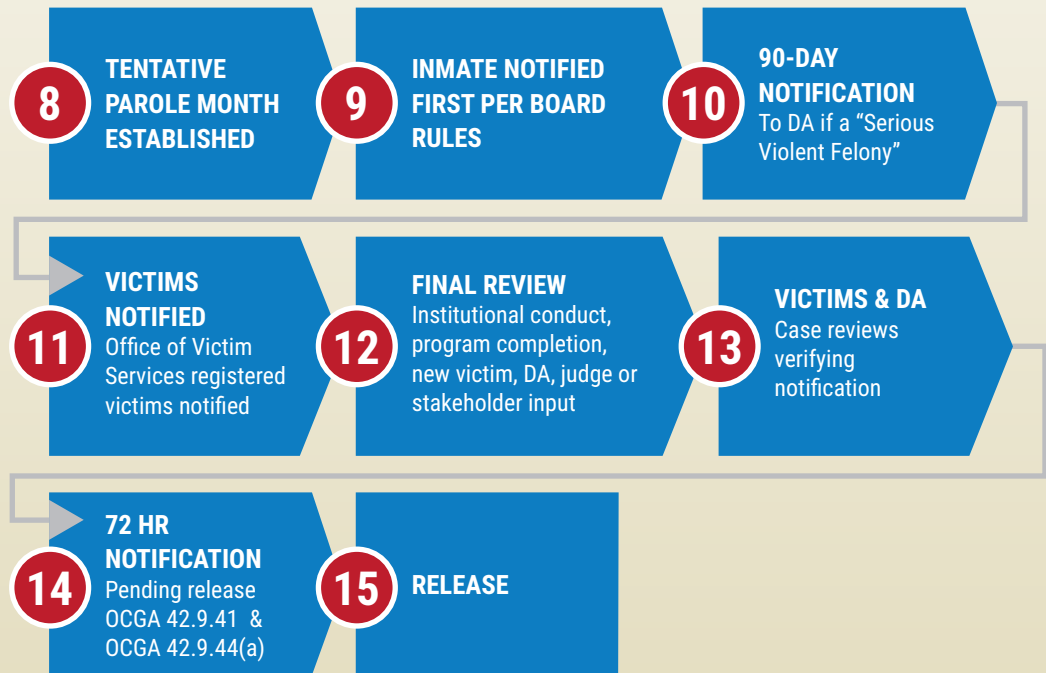 8
TENTATIVE
PAROLE MONTH
ESTABLISHED
9
INMATE NOTIFIED
FIRST PER BOARD
RULES
10
90-DAY
NOTIFICATION
To DA if a “Serious
Violent Felony”
11
VICTIMS
NOTIFIED
Office of Victim
Services registered
victims notified
12
FINAL REVIEW
Institutional conduct,
program completion,
new victim, DA, judge or
stakeholder input
13
VICTIMS & DA
Case reviews
verifying
notification
14
72 HR
NOTIFICATION
Pending release
OCGA 42.9.41 &
OCGA 42.9.44(a)
15
RELEASE